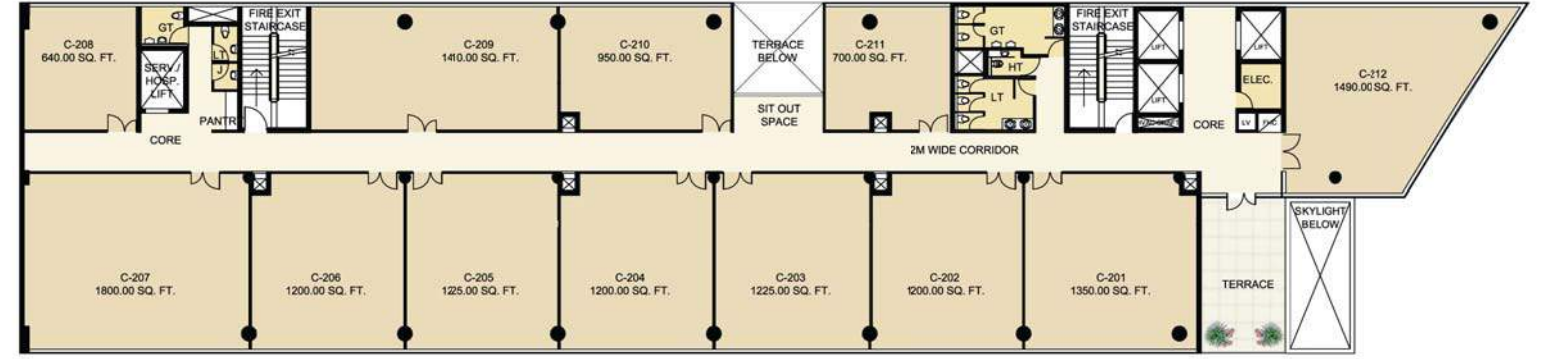 C-208
640.00 SQ. FT.
GT
SERV./
HOSP.
LIFT
LT
J
PANTR
FIRE EXIT
STAIRCASE
C-209
1410.00 SQ. FT.
C-210
950.00 SQ. FT.
TERRACE
BELOW
SIT OUT
SPACE
C-211
700.00 SQ. FT.
GT
HT
LT
FIRE EXIT
STAIRCASE
LIFT
LIFT
LIFT
ELEC.
LV
FHC
CORE
C-212
1490.00 SQ. FT.
CORE
2M WIDE CORRIDOR
C-207
1800.00 SQ. FT.
C-206
1200.00 SQ. FT.
C-205
1225.00 SQ. FT.
C-204
1200.00 SQ. FT.
C-203
1225.00 SQ. FT.
C-202
1200.00 SQ. FT.
C-201
1350.00 SQ. FT.
TERRACE
SKYLIGHT
BELOW